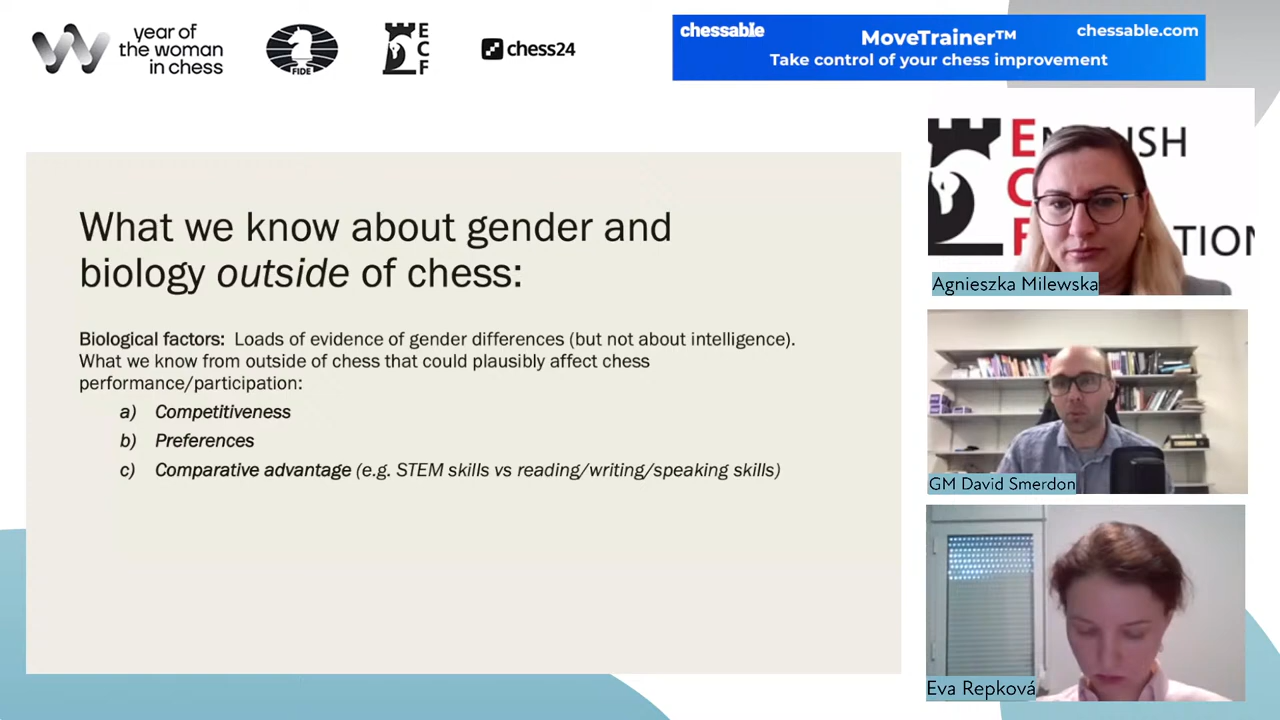 year of
the woman
in chess
FIDE
E
C
F
chess24
chessable
MoveTrainer™
chessable.com
Take control of your chess improvement
What we know about gender and
biology outside of chess:
Biological factors: Loads of evidence of gender differences (but not about intelligence).
What we know from outside of chess that could plausibly affect chess
performance/participation:
a) Competitiveness
b) Preferences
c) Comparative advantage (e.g. STEM skills vs reading/writing/speaking skills)
Agnieszka Milewska
GM David Smerdon
Eva Repková